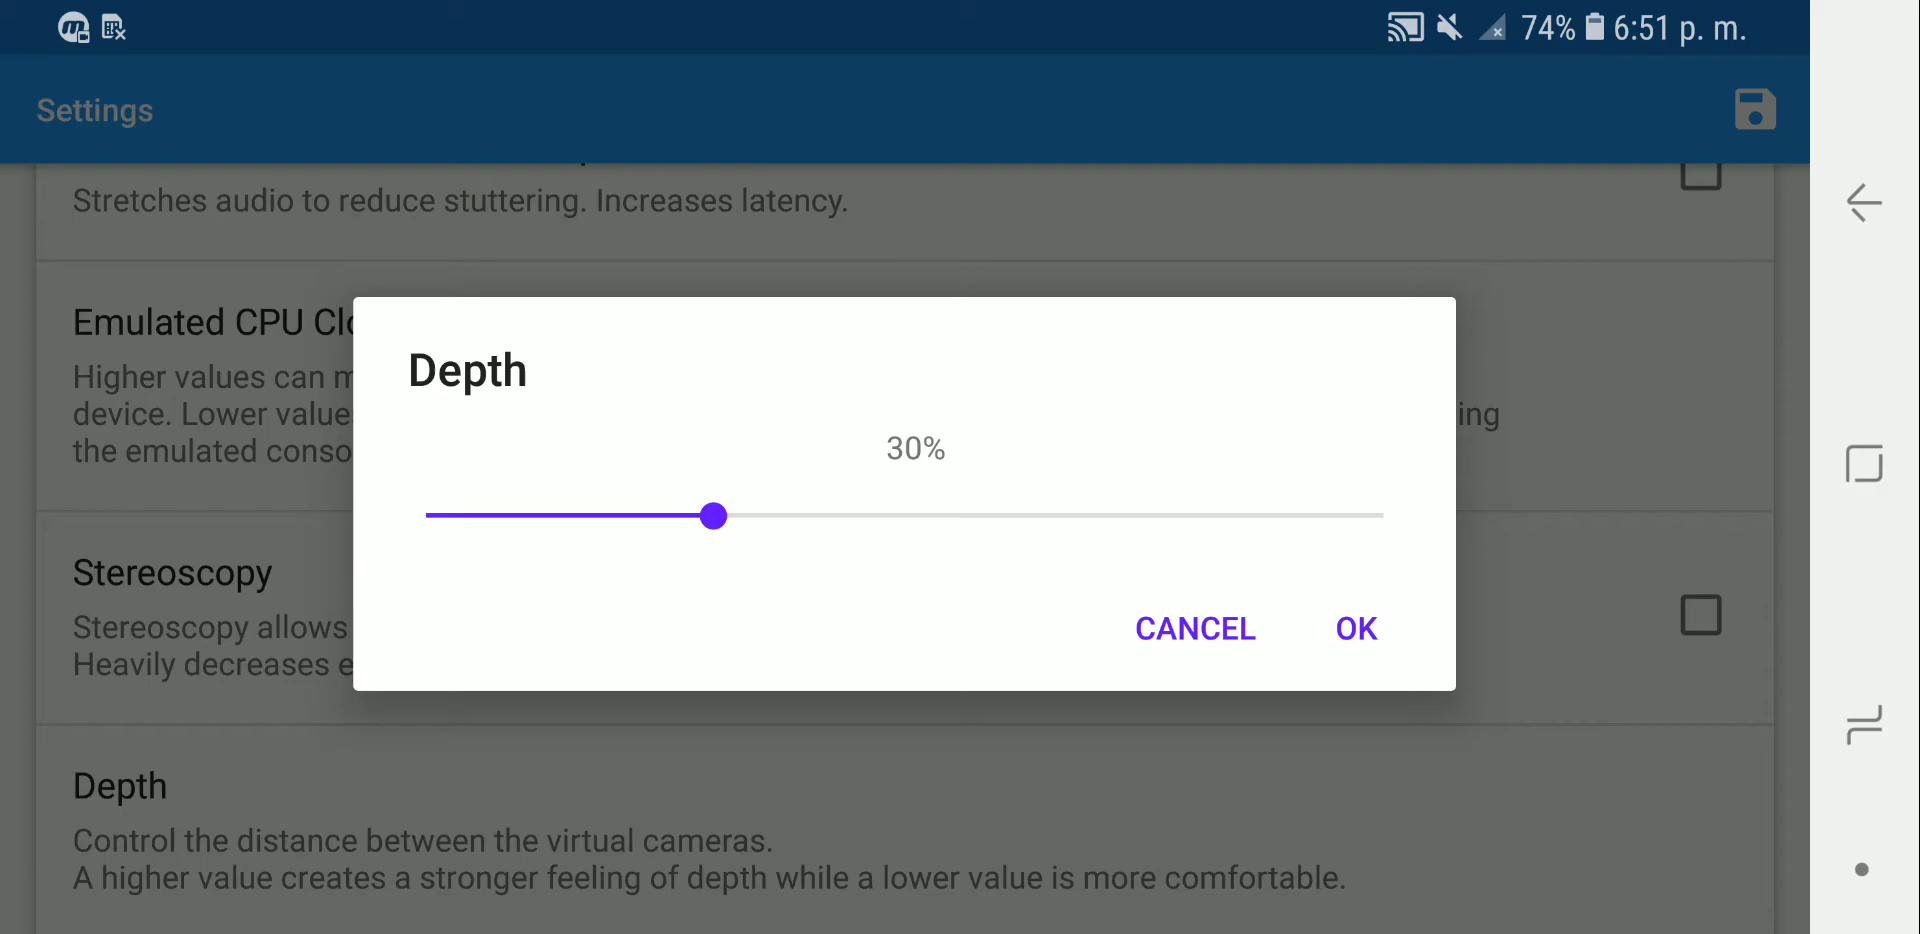 74% 6:51 p. m.
Settings
Stretches audio to reduce stuttering. Increases latency.
Emulated CPU Clo
Higher values can
device. Lower value
ing
the emulated conso
Depth
30%
CANCEL OK
Stereoscopy
Stereoscopy allows
Heavily decreases e
Depth
Control the distance between the virtual cameras.
A higher value creates a stronger feeling of depth while a lower value is more comfortable.